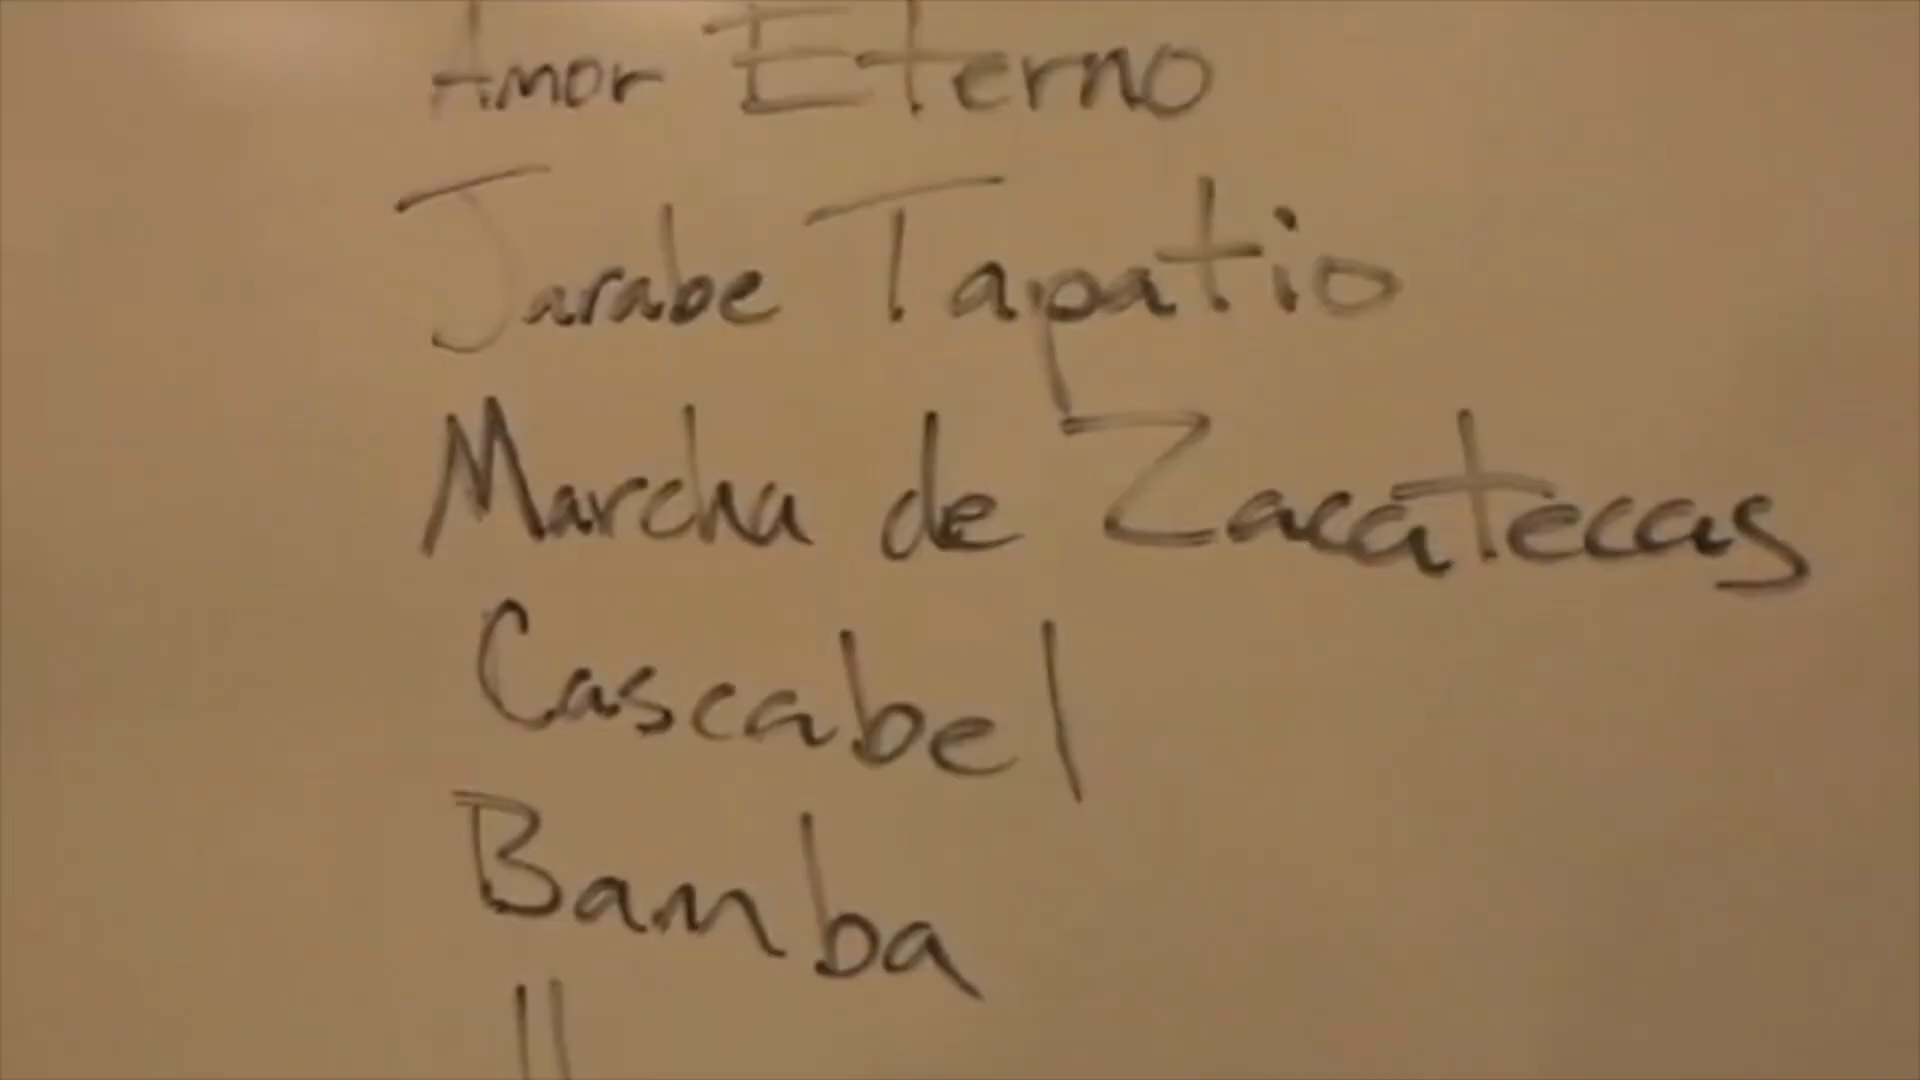 Amor Eterno
Jarabe Tapatio
Marcha de Zacatecas
Cascabel
Bamba